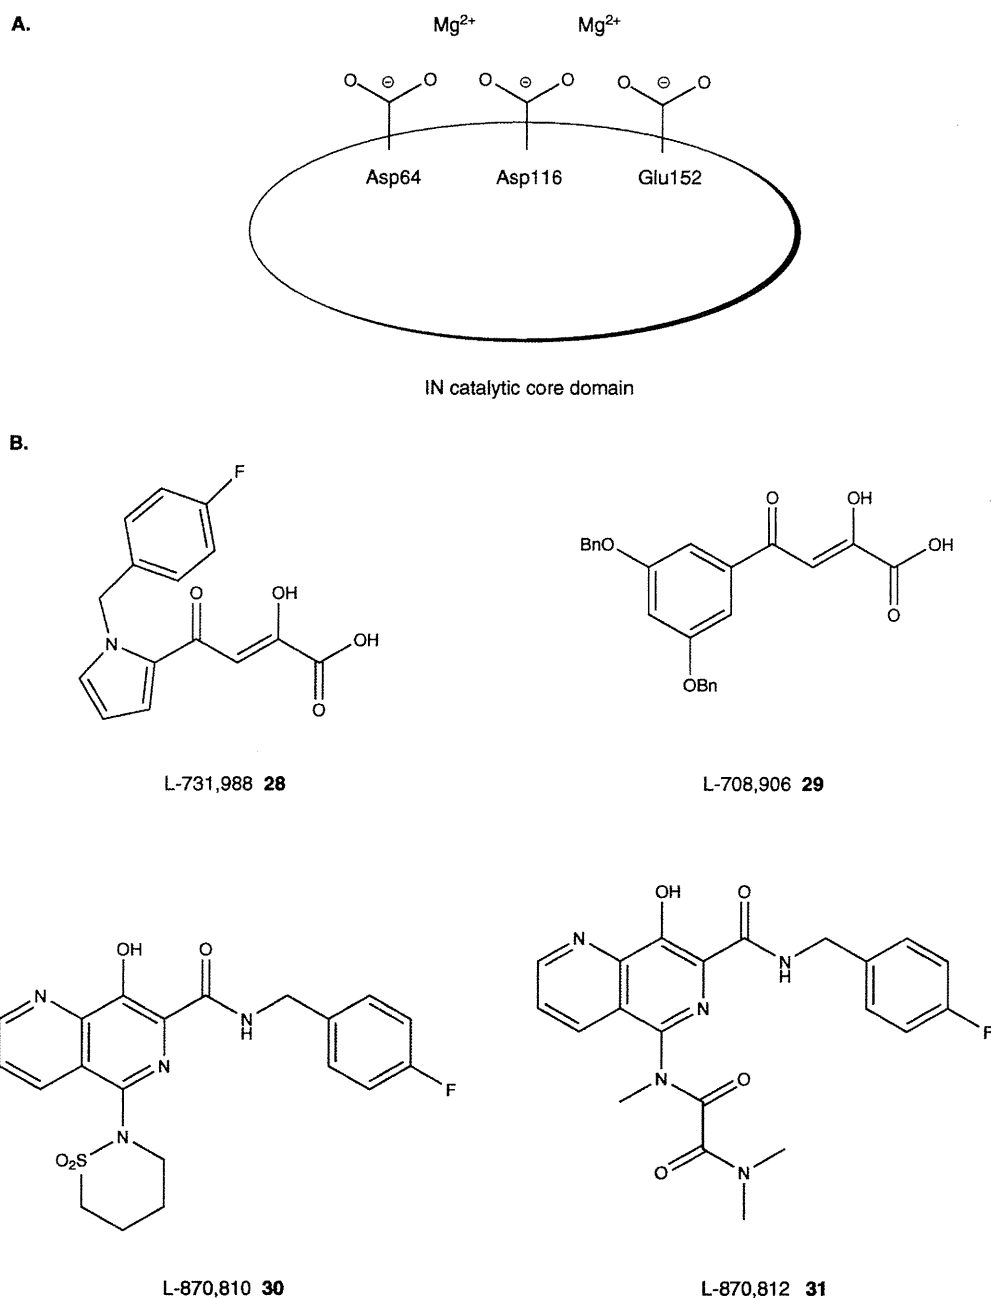 A.
Mg2+ Mg2+
O ⊖ O O ⊖ O O ⊖ O
Asp64 Asp116 Glu152
IN catalytic core domain
B.
F
O OH
BnO OH
O OH
N OH
O
O
OBn
L-731,988 28 L-708,906 29
OH O
OH O
N
N N
N H
H
N
N F
F
N O
N
O2S
O N
L-870,810 30 L-870,812 31